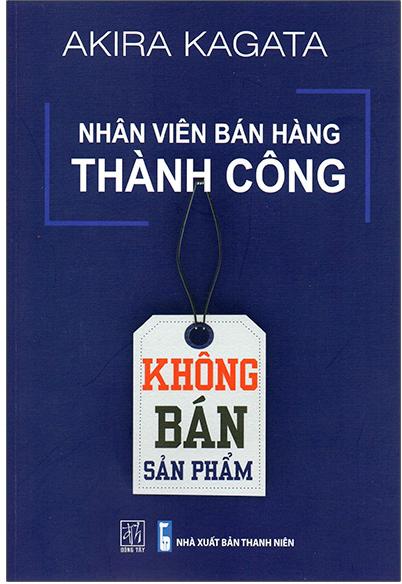 AKIRA KAGATA
NHÂN VIÊN BÁN HÀNG
THÀNH CÔNG
KHÔNG
BÁN
SẢN PHẨM
ĐÔNG TÂY
NHÀ XUẤT BẢN THANH NIÊN